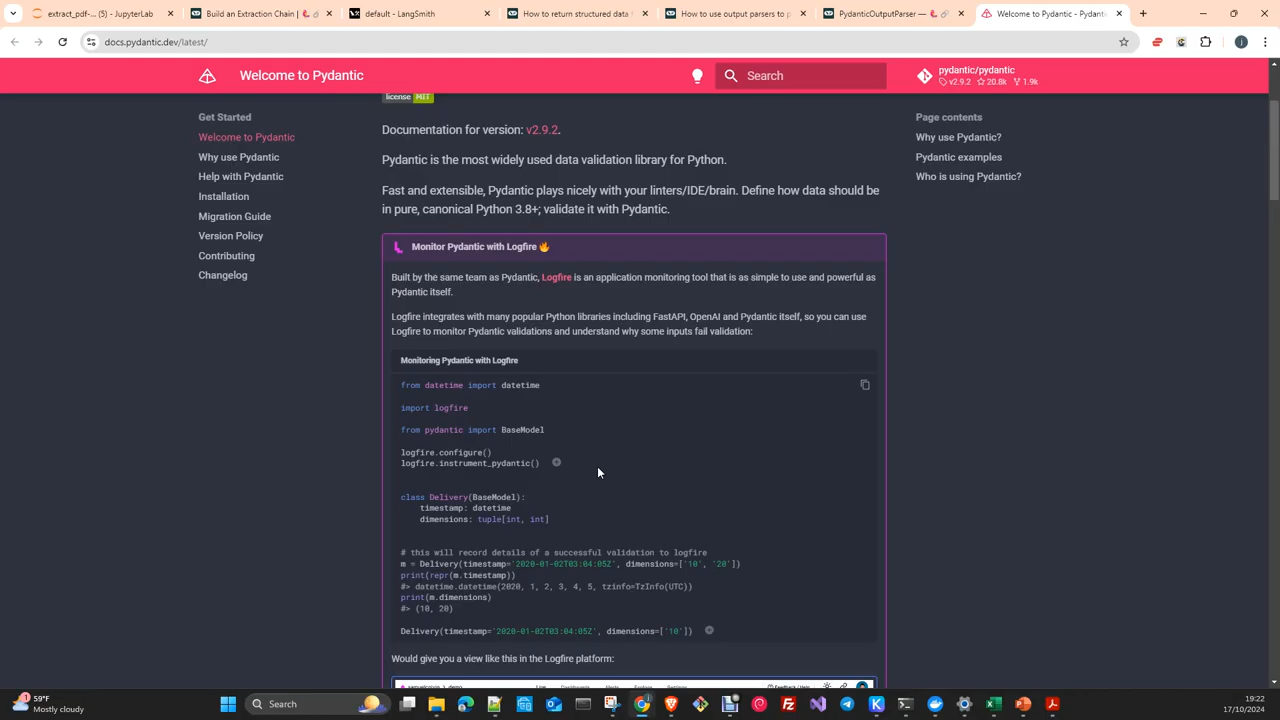 extract_pdf-... (5) - JupyterLab
Build an Extraction Chain |
default - LangSmith
How to return structured data f
How to use output parsers to p
PydanticOutputParser —
Welcome to Pydantic - Pydanti
docs.pydantic.dev/latest/
Welcome to Pydantic
Search
pydantic/pydantic
v2.9.2 20.8k 1.9k
Get Started
Welcome to Pydantic
Why use Pydantic
Help with Pydantic
Installation
Migration Guide
Version Policy
Contributing
Changelog
license MIT
Documentation for version: v2.9.2.
Pydantic is the most widely used data validation library for Python.
Fast and extensible, Pydantic plays nicely with your linters/IDE/brain. Define how data should be
in pure, canonical Python 3.8+; validate it with Pydantic.
Monitor Pydantic with Logfire 🔥
Built by the same team as Pydantic, Logfire is an application monitoring tool that is as simple to use and powerful as
Pydantic itself.
Logfire integrates with many popular Python libraries including FastAPI, OpenAI and Pydantic itself, so you can use
Logfire to monitor Pydantic validations and understand why some inputs fail validation:
Monitoring Pydantic with Logfire
from datetime import datetime
import logfire
from pydantic import BaseModel
logfire.configure()
logfire.instrument_pydantic()
class Delivery(BaseModel):
timestamp: datetime
dimensions: tuple[int, int]
# this will record details of a successful validation to logfire
m = Delivery(timestamp='2020-01-02T03:04:05Z', dimensions=['10', '20'])
print(repr(m.timestamp))
#> datetime.datetime(2020, 1, 2, 3, 4, 5, tzinfo=TzInfo(UTC))
print(m.dimensions)
#> (10, 20)
Delivery(timestamp='2020-01-02T03:04:05Z', dimensions=['10'])
Would give you a view like this in the Logfire platform:
Page contents
Why use Pydantic?
Pydantic examples
Who is using Pydantic?
59°F
Mostly cloudly
Search
19:22
17/10/2024